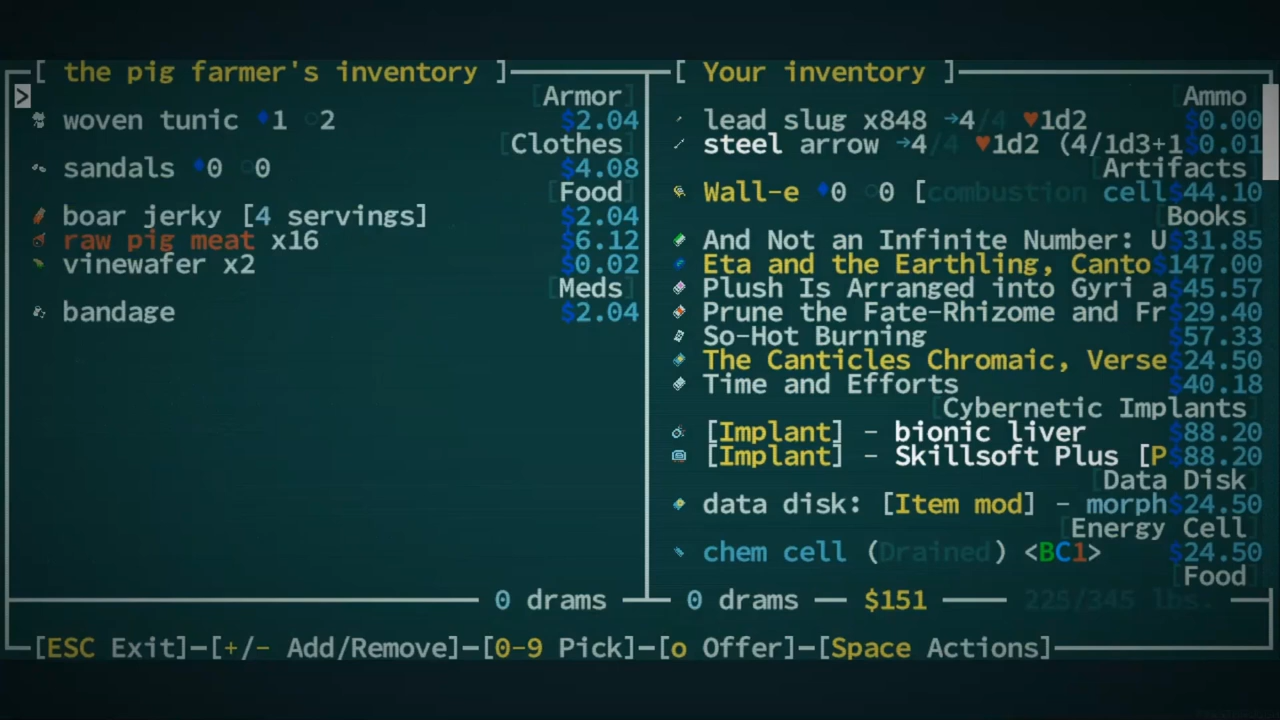 [ the pig farmer's inventory ]
>
[Armor]
woven tunic ♦1 ○2 $2.04
[Clothes]
sandals ♦0 ○0 $4.08
[Food]
boar jerky [4 servings] $2.04
raw pig meat x16 $6.12
vinewafer x2 $0.02
[Meds]
bandage $2.04
0 drams
[ Your inventory ]
[Ammo]
lead slug x848 →4/4 ♥1d2 $0.00
steel arrow →4/4 ♥1d2 (4/1d3+1 $0.01
[Artifacts]
Wall-e ♦0 ○0 [combustion cell $44.10
[Books]
And Not an Infinite Number: U $31.85
Eta and the Earthling, Canto $147.00
Plush Is Arranged into Gyri a $45.57
Prune the Fate-Rhizome and Fr $29.40
So-Hot Burning $57.33
The Canticles Chromaic, Verse $24.50
Time and Efforts $40.18
[Cybernetic Implants]
[Implant] - bionic liver $88.20
[Implant] - Skillsoft Plus [P $88.20
[Data Disk]
data disk: [Item mod] - morph $24.50
[Energy Cell]
chem cell (Drained) <BC1> $24.50
[Food]
0 drams — $151 — 225/345 lbs.
[ESC Exit]-[+/- Add/Remove]-[0-9 Pick]-[o Offer]-[Space Actions]